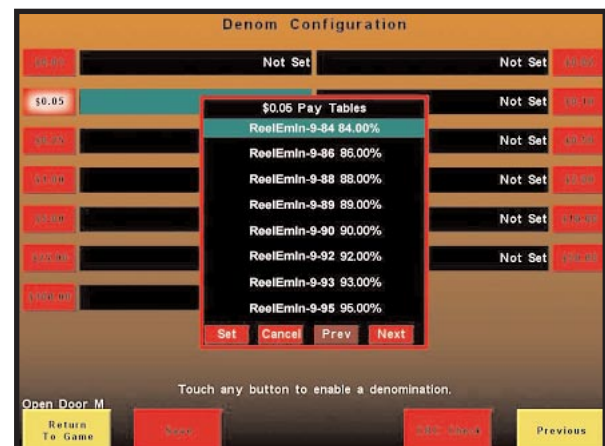 Denom Configuration
Not Set Not Set
$0.05 Not Set
$0.05 Pay Tables
ReelEmIn-9-84 84.00%
ReelEmIn-9-86 86.00%
Not Set
ReelEmIn-9-88 88.00%
Not Set
ReelEmIn-9-89 89.00%
ReelEmIn-9-90 90.00%
Not Set
ReelEmIn-9-92 92.00%
Not Set
ReelEmIn-9-93 93.00%
ReelEmIn-9-95 95.00%
Set Cancel Prev Next
Touch any button to enable a denomination.
Open Door M
Return To Game
Save
Previous